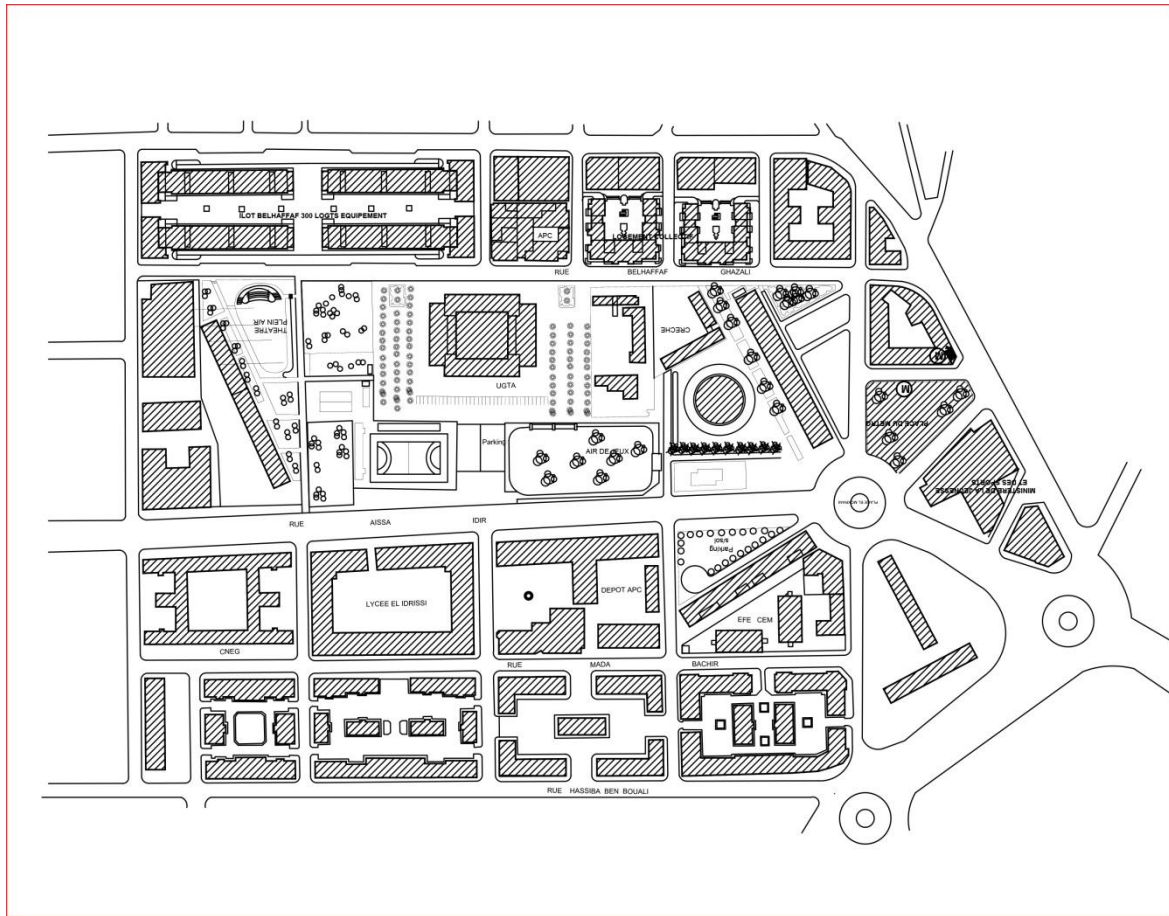 ILOT BELHAFFAF 300 LOGTS EQUIPEMENT
APC
LOGEMENT COLLECTIF
RUE BELHAFFAF GHAZALI
THEATRE
PLEIN AIR
CRECHE
M
UGTA
M
PLACE DU METRO
Parking
AIR DE JEUX
MINISTERE DE LA JEUNESSE
ET DES SPORTS
RUE AISSA IDIR
Parking
s/sol
LYCEE EL IDRISSI
DEPOT APC
EFE CEM
CNEG
RUE MADA BACHIR
RUE HASSIBA BEN BOUALI